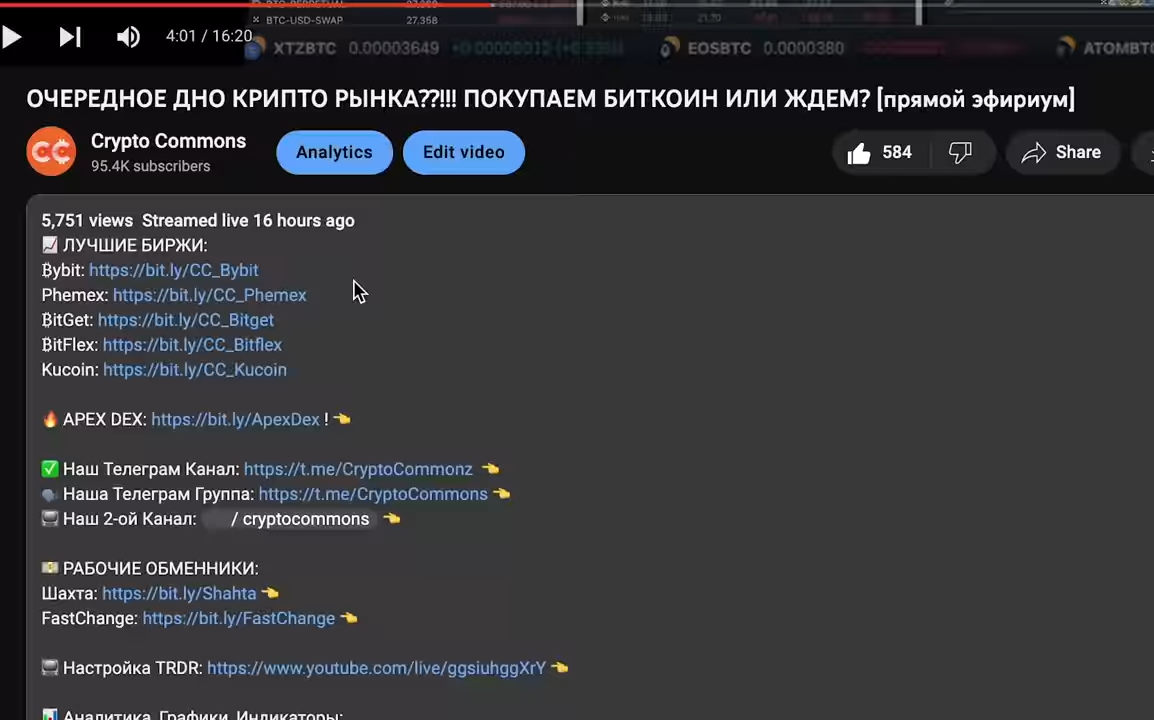 BTC-USD-SWAP 27,358
4:01 / 16:20
XTZBTC 0.00003649
EOSBTC 0.0000380
ATOMBT
ОЧЕРЕДНОЕ ДНО КРИПТО РЫНКА??!!! ПОКУПАЕМ БИТКОИН ИЛИ ЖДЕМ? [прямой эфириум]
Crypto Commons
95.4K subscribers
Analytics
Edit video
584
Share
5,751 views Streamed live 16 hours ago
📈 ЛУЧШИЕ БИРЖИ:
₿ybit: https://bit.ly/CC_Bybit
Phemex: https://bit.ly/CC_Phemex
₿itGet: https://bit.ly/CC_Bitget
₿itFlex: https://bit.ly/CC_Bitflex
Kucoin: https://bit.ly/CC_Kucoin
🔥 APEX DEX: https://bit.ly/ApexDex ! 👈
✅ Наш Телеграм Канал: https://t.me/CryptoCommonz 👈
🗣 Наша Телеграм Группа: https://t.me/CryptoCommons 👈
📺 Наш 2-ой Канал: / cryptocommons 👈
💵 РАБОЧИЕ ОБМЕННИКИ:
Шахта: https://bit.ly/Shahta 👈
FastChange: https://bit.ly/FastChange 👈
📺 Настройка TRDR: https://www.youtube.com/live/ggsiuhggXrY 👈
📊 Аналитика, Графики, Индикаторы: